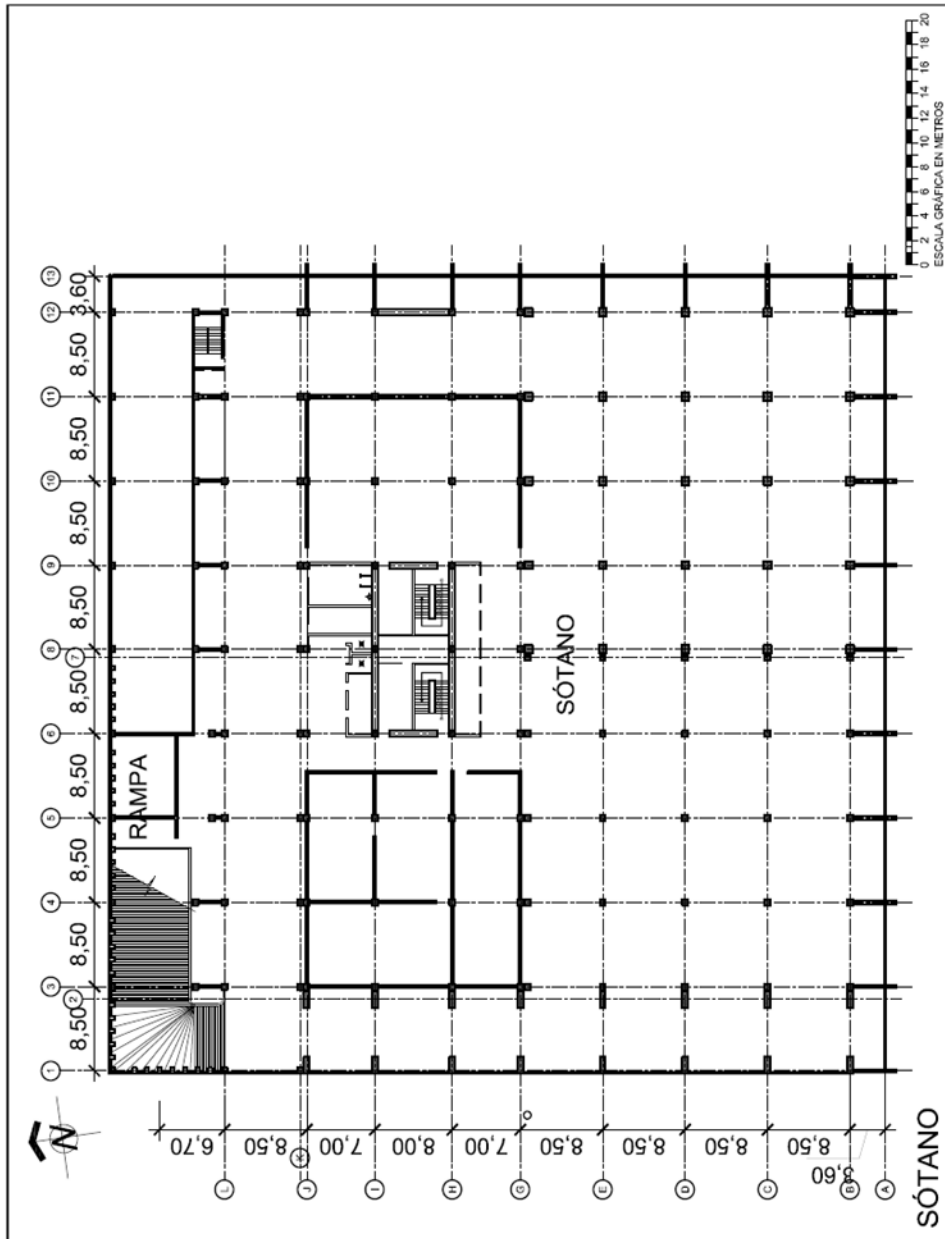 N
1 2 3 4 5 6 7 8 9 10 11 12 13
8,50 8,50 8,50 8,50 8,50 8,50 8,50 8,50 8,50 3,60
6,70 8,50 7,00 8,00 7,00 8,50 8,50 8,50 8,50 3,60
L K J I H G E D C B A
RAMPA
SÓTANO
0 2 4 6 8 10 12 14 16 18 20
ESCALA GRÁFICA EN METROS
SÓTANO